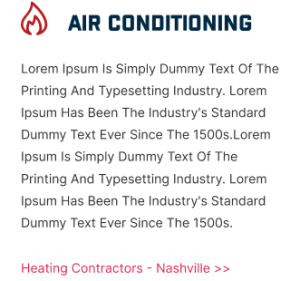 AIR CONDITIONING
Lorem Ipsum Is Simply Dummy Text Of The
Printing And Typesetting Industry. Lorem
Ipsum Has Been The Industry's Standard
Dummy Text Ever Since The 1500s.Lorem
Ipsum Is Simply Dummy Text Of The
Printing And Typesetting Industry. Lorem
Ipsum Has Been The Industry's Standard
Dummy Text Ever Since The 1500s.
Heating Contractors - Nashville >>